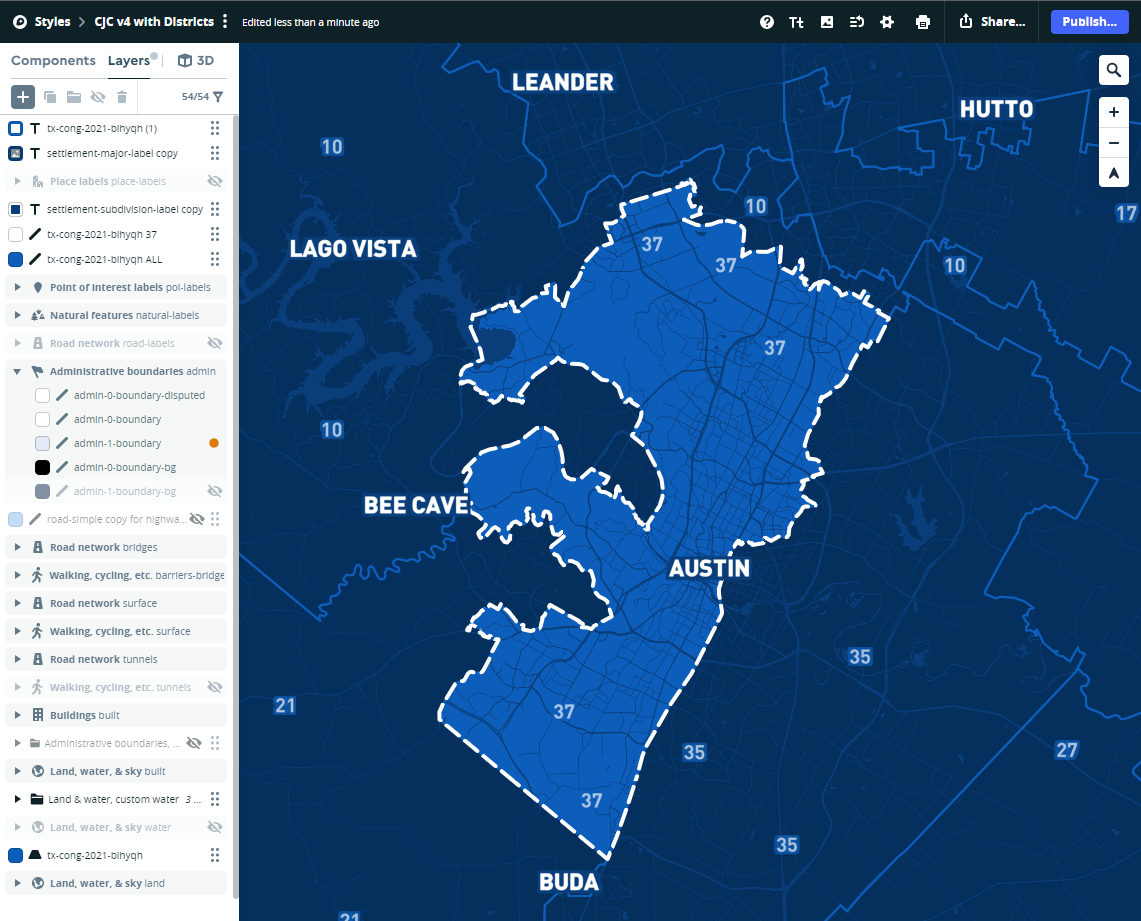 Styles
CJC v4 with Districts
Edited less than a minute ago
Share...
Publish...
Components
Layers
3D
54/54
tx-cong-2021-blhyqh (1)
settlement-major-label copy
Place labels place-labels
settlement-subdivision-label copy
tx-cong-2021-blhyqh 37
tx-cong-2021-blhyqh ALL
Point of interest labels poi-labels
Natural features natural-labels
Road network road-labels
Administrative boundaries admin
admin-0-boundary-disputed
admin-0-boundary
admin-1-boundary
admin-0-boundary-bg
admin-1-boundary-bg
road-simple copy for highwa...
Road network bridges
Walking, cycling, etc. barriers-bridge
Road network surface
Walking, cycling, etc. surface
Road network tunnels
Walking, cycling, etc. tunnels
Buildings built
Administrative boundaries, ...
Land, water, & sky built
Land & water, custom water 3 ...
Land, water, & sky water
tx-cong-2021-blhyqh
Land, water, & sky land
LEANDER
HUTTO
10
10
17
37
LAGO VISTA
37
10
37
10
BEE CAVE
AUSTIN
35
21
37
35
27
37
35
BUDA
21